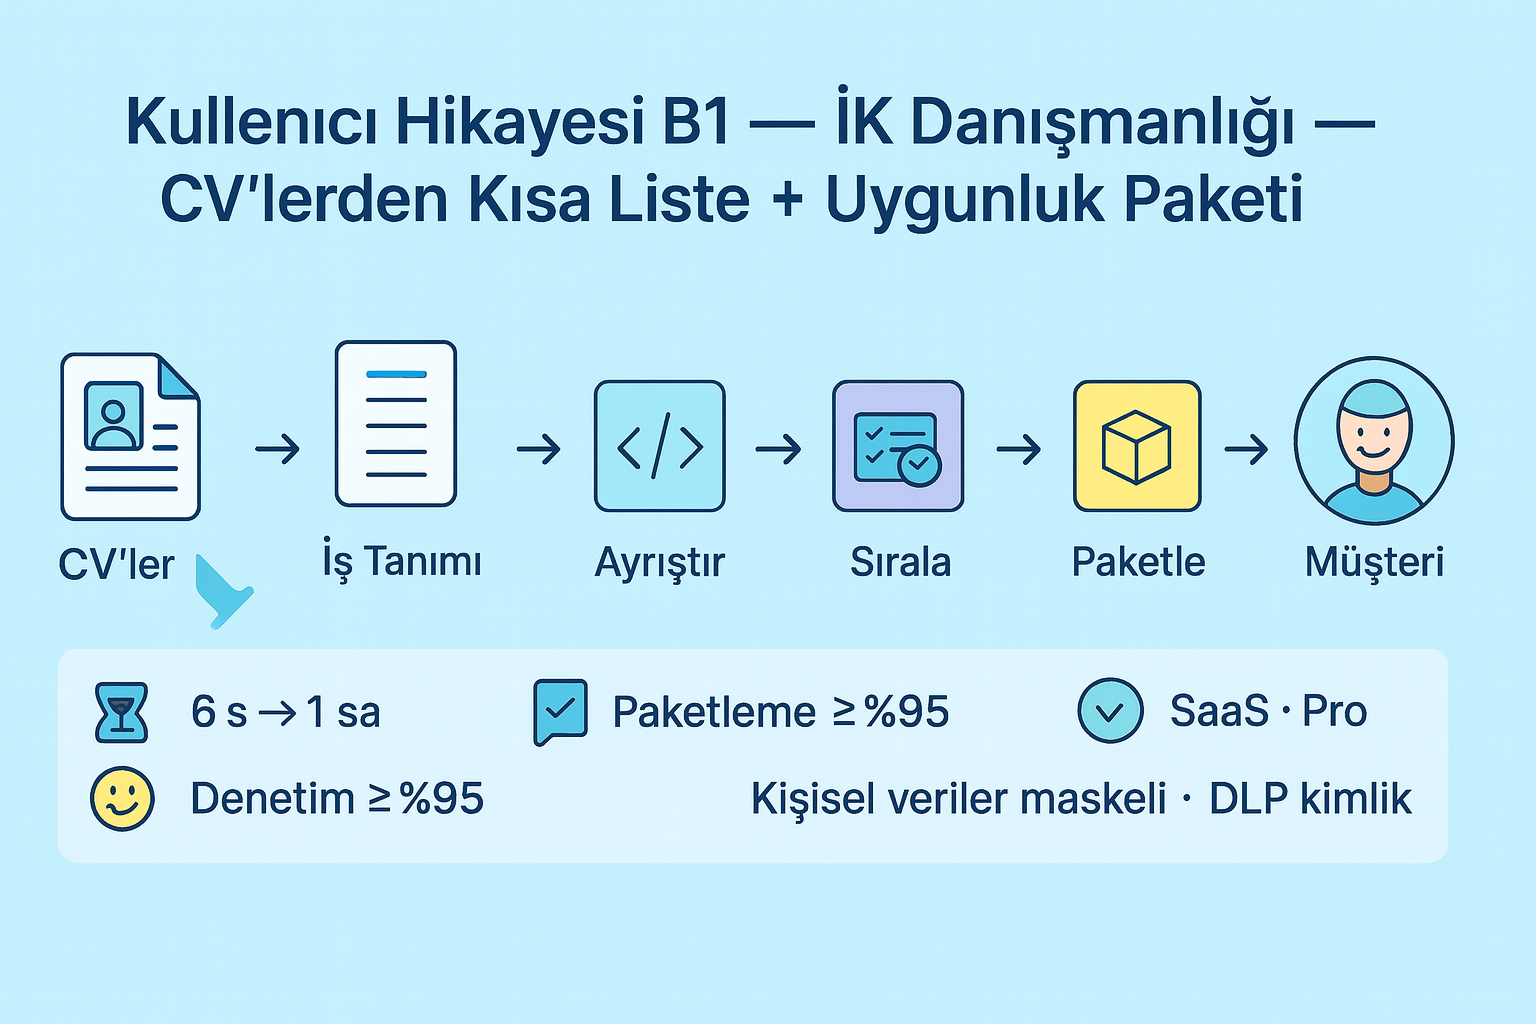 Kullenıcı Hikayesi B1 — İK Danışmanlığı —
CV'lerden Kısa Liste + Uygunluk Paketi
CV'ler
İş Tanımı
Ayrıştır
Sırala
Paketle
Müşteri
6 s → 1 sa
Paketleme ≥ %95
SaaS · Pro
Denetim ≥ %95
Kişisel veriler maskeli · DLP kimlik